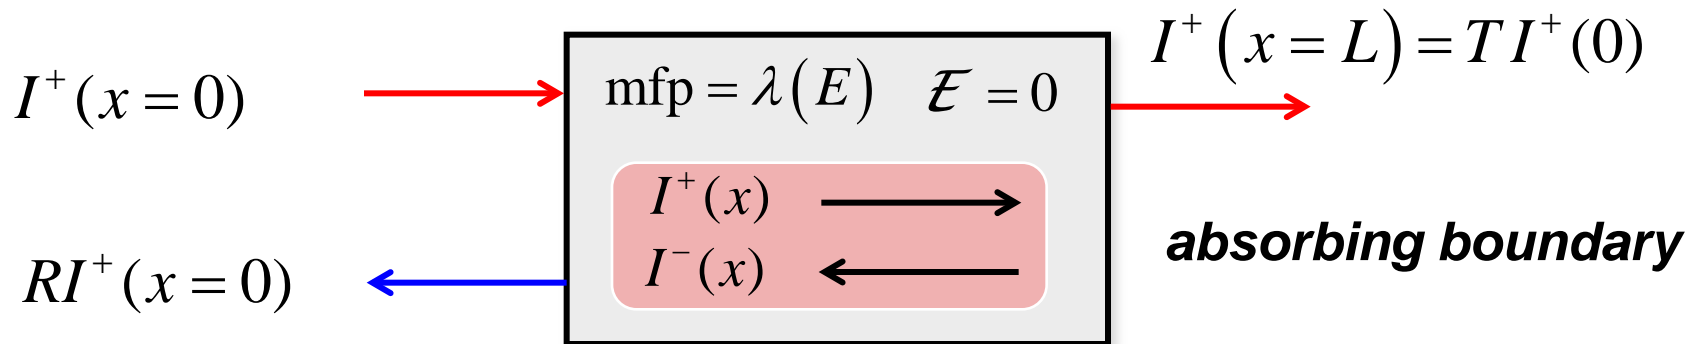 I⁺(x = 0)
mfp = λ(E) ℰ = 0
I⁺(x = L) = T I⁺(0)
I⁺(x)
I⁻(x)
RI⁺(x = 0)
absorbing boundary